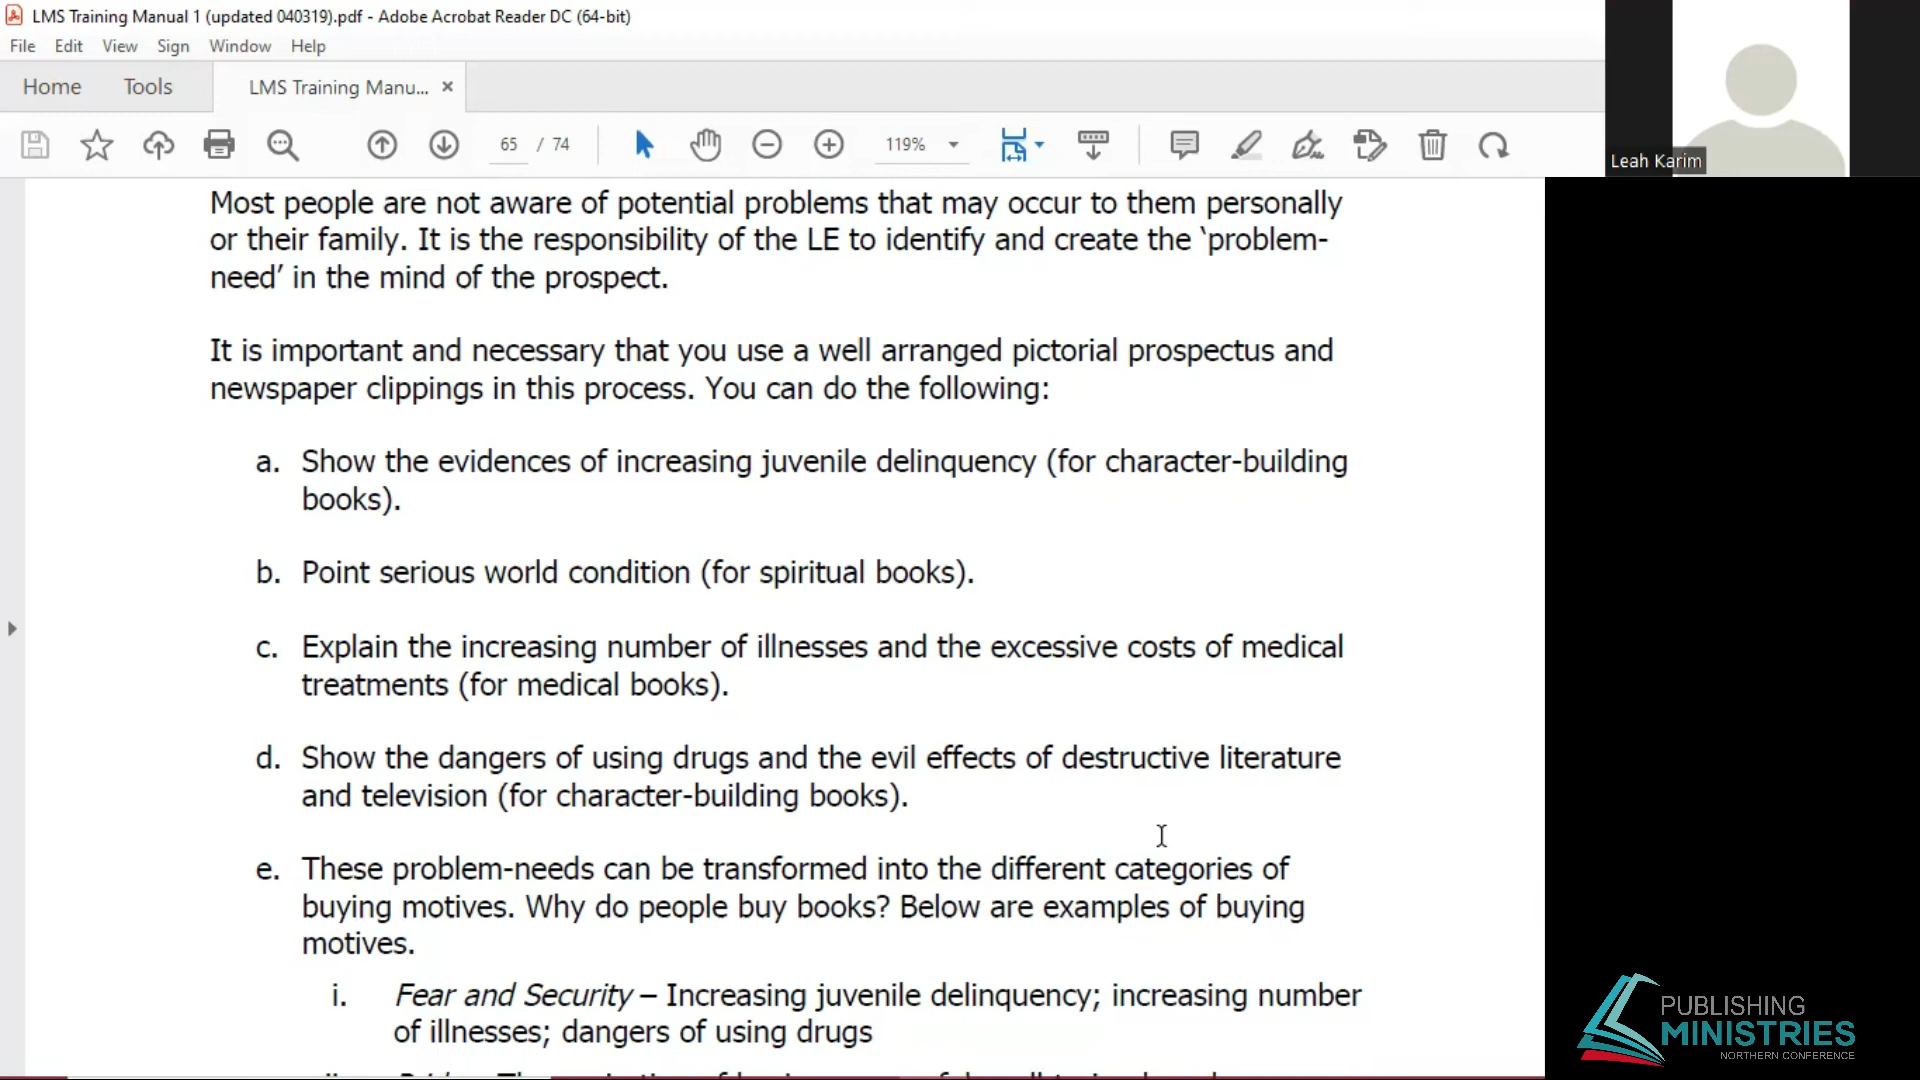 LMS Training Manual 1 (updated 040319).pdf - Adobe Acrobat Reader DC (64-bit)
File Edit View Sign Window Help
Home Tools LMS Training Manu... ×
65 / 74 119%
Leah Karim
Most people are not aware of potential problems that may occur to them personally
or their family. It is the responsibility of the LE to identify and create the ‘problem-
need’ in the mind of the prospect.
It is important and necessary that you use a well arranged pictorial prospectus and
newspaper clippings in this process. You can do the following:
a. Show the evidences of increasing juvenile delinquency (for character-building
books).
b. Point serious world condition (for spiritual books).
c. Explain the increasing number of illnesses and the excessive costs of medical
treatments (for medical books).
d. Show the dangers of using drugs and the evil effects of destructive literature
and television (for character-building books).
e. These problem-needs can be transformed into the different categories of
buying motives. Why do people buy books? Below are examples of buying
motives.
i. Fear and Security – Increasing juvenile delinquency; increasing number
of illnesses; dangers of using drugs
PUBLISHING
MINISTRIES
NORTHERN CONFERENCE